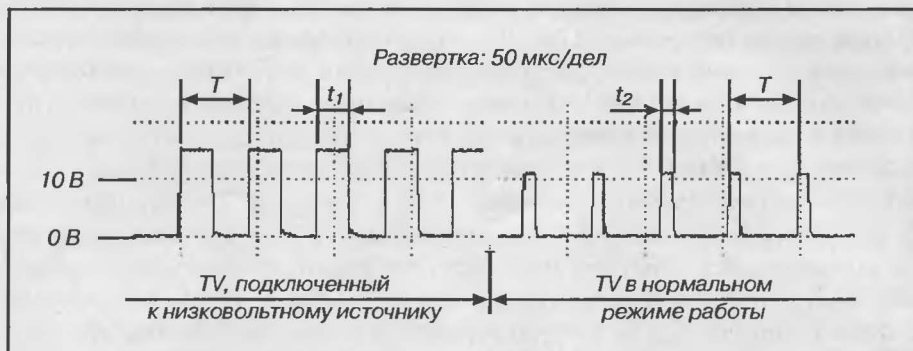 Развертка: 50 мкс/дел
T t₁ t₂ T
10 В
0 В
TV, подключенный
к низковольтному источнику
TV в нормальном
режиме работы